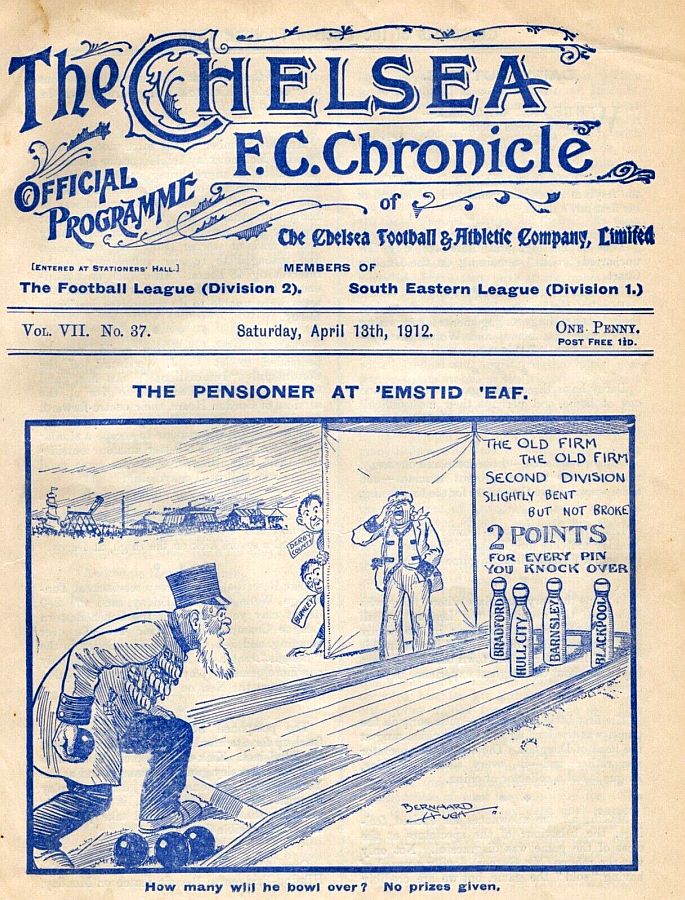 The CHELSEA
F.C. Chronicle
OFFICIAL
PROGRAMME
of
The Chelsea Football & Athletic Company, Limited
[ENTERED AT STATIONERS' HALL.]
MEMBERS OF
The Football League (Division 2). South Eastern League (Division 1.)
VOL. VII. No. 37. Saturday, April 13th, 1912. ONE PENNY.
POST FREE 1½D.
THE PENSIONER AT 'EMSTID 'EAF.
THE OLD FIRM
THE OLD FIRM
SECOND DIVISION
SLIGHTLY BENT
BUT NOT BROKE
2 POINTS
FOR EVERY PIN
YOU KNOCK OVER
DERBY
COUNTY
BURNLEY
BRADFORD
HULL CITY
BARNSLEY
BLACKPOOL
BERNHARD
HUGH
How many will he bowl over? No prizes given.